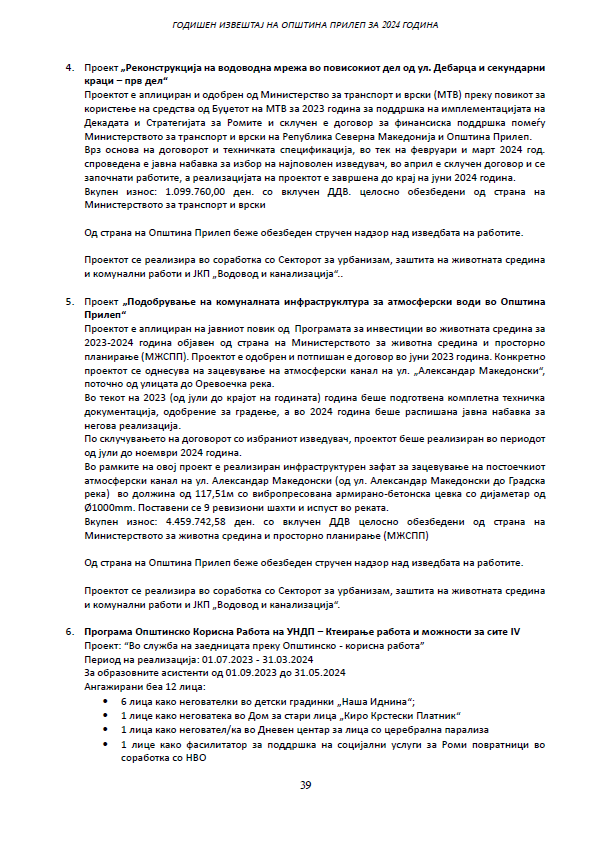 ГОДИШЕН ИЗВЕШТАЈ НА ОПШТИНА ПРИЛЕП ЗА 2024 ГОДИНА
4. Проект „Реконструкција на водоводна мрежа во повисокиот дел од ул. Дебарца и секундарни
краци – прв дел“
Проектот е аплициран и одобрен од Министерство за транспорт и врски (МТВ) преку повикот за
користење на средства од Буџетот на МТВ за 2023 година за поддршка на имплементацијата на
Декадата и Стратегијата за Ромите и склучен е договор за финансиска поддршка помеѓу
Министерството за транспорт и врски на Република Северна Македонија и Општина Прилеп.
Врз основа на договорот и техничката спецификација, во тек на февруари и март 2024 год.
спроведена е јавна набавка за избор на најповолен изведувач, во април е склучен договор и се
започнати работите, а реализацијата на проектот е завршена до крај на јуни 2024 година.
Вкупен износ: 1.099.760,00 ден. со вклучен ДДВ. целосно обезбедени од страна на
Министерството за транспорт и врски
Од страна на Општина Прилеп беже обезбеден стручен надзор над изведбата на работите.
Проектот се реализира во соработка со Секторот за урбанизам, заштита на животната средина
и комунални работи и ЈКП „Водовод и канализација“..
5. Проект „Подобрување на комуналната инфраструклтура за атмосферски води во Општина
Прилеп“
Проектот е аплициран на јавниот повик од Програмата за инвестиции во животната средина за
2023-2024 година објавен од страна на Министерството за животна средина и просторно
планирање (МЖСПП). Проектот е одобрен и потпишан е договор во јуни 2023 година. Конкретно
проектот се однесува на зацевување на атмосферски канал на ул. „Александар Македонски“,
поточно од улицата до Оревоечка река.
Во текот на 2023 (од јули до крајот на годината) година беше подготвена комплетна техничка
документација, одобрение за градење, а во 2024 година беше распишана јавна набавка за
негова реализација.
По склучувањето на договорот со избраниот изведувач, проектот беше реализиран во периодот
од јули до ноември 2024 година.
Во рамките на овој проект е реализиран инфраструктурен зафат за зацевување на постоечкиот
атмосферски канал на ул. Александар Македонски (од ул. Александар Македонски до Градска
река) во должина од 117,51м со вибропресована армирано-бетонска цевка со дијаметар од
Ø1000mm. Поставени се 9 ревизиони шахти и испуст во реката.
Вкупен износ: 4.459.742,58 ден. со вклучен ДДВ целосно обезбедени од страна на
Министерството за животна средина и просторно планирање (МЖСПП)
Од страна на Општина Прилеп беше обезбеден стручен надзор над изведбата на работите.
Проектот се реализира во соработка со Секторот за урбанизам, заштита на животната средина
и комунални работи и ЈКП „Водовод и канализација“.
6. Програма Општинско Корисна Работа на УНДП – Ктеирање работа и можности за сите IV
Проект: “Во служба на заедницата преку Општинско - корисна работа”
Период на реализација: 01.07.2023 - 31.03.2024
За образовните асистенти од 01.09.2023 до 31.05.2024
Ангажирани беа 12 лица:
• 6 лица како негователки во детски градинки „Наша Иднина“;
• 1 лице како неговатека во Дом за стари лица „Киро Крстески Платник“
• 1 лице како негвател/ка во Дневен центар за лица со церебрална парализа
• 1 лице како фасилитатор за поддршка на социјални услуги за Роми повратници во
соработка со НВО
39